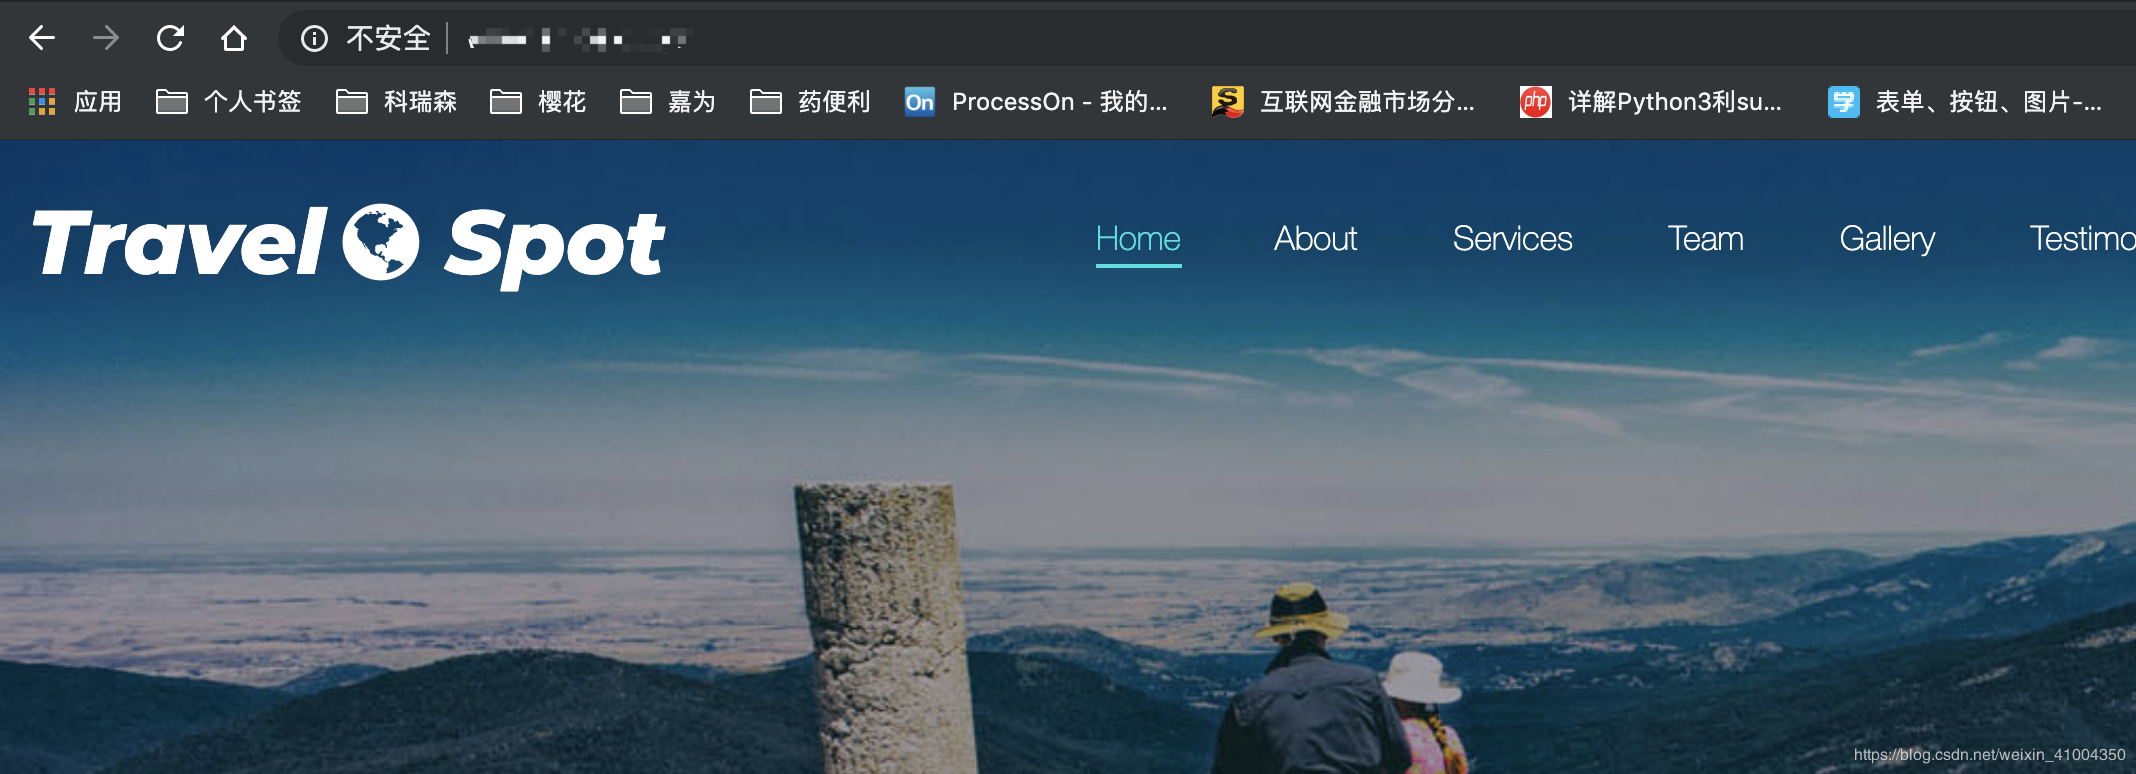 不安全
应用 个人书签 科瑞森 樱花 嘉为 药便利 On ProcessOn - 我的... S 互联网金融市场分... php 详解Python3利su... 学 表单、按钮、图片-...
Travel Spot Home About Services Team Gallery Testimo
https://blog.csdn.net/weixin_41004350